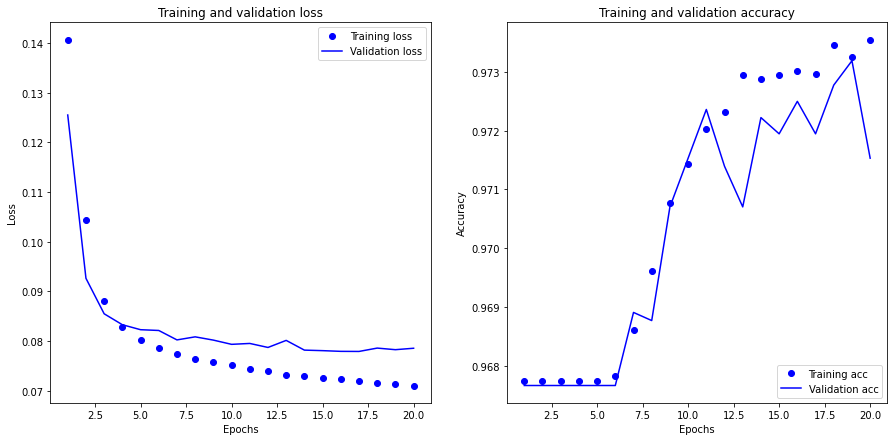 Training and validation loss
Training loss
Validation loss
Loss
0.14
0.13
0.12
0.11
0.10
0.09
0.08
0.07
2.5 5.0 7.5 10.0 12.5 15.0 17.5 20.0
Epochs
Training and validation accuracy
Accuracy
0.973
0.972
0.971
0.970
0.969
0.968
Training acc
Validation acc
2.5 5.0 7.5 10.0 12.5 15.0 17.5 20.0
Epochs